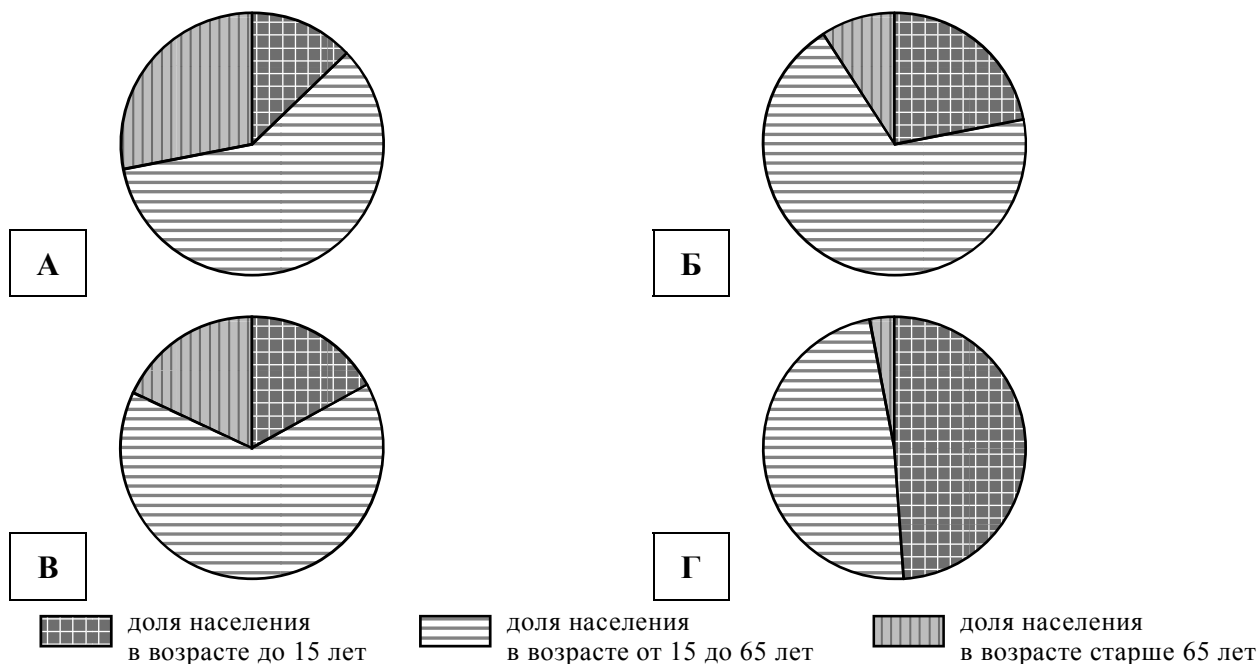 А
Б
В
Г
доля населения
в возрасте до 15 лет
доля населения
в возрасте от 15 до 65 лет
доля населения
в возрасте старше 65 лет